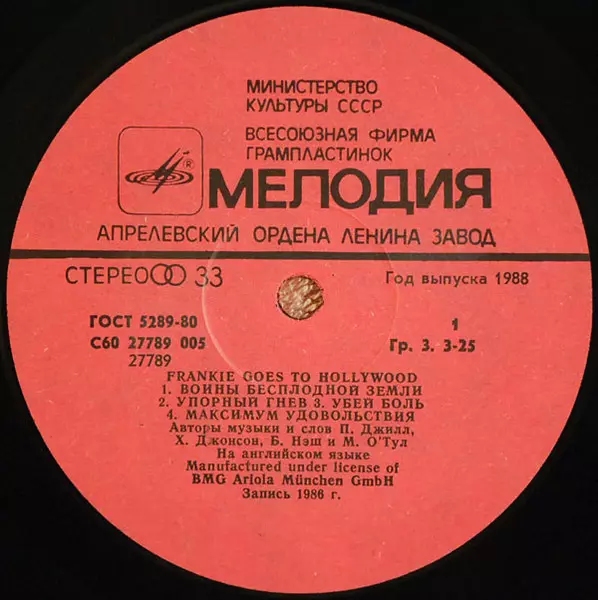 МИНИСТЕРСТВО
КУЛЬТУРЫ СССР
ВСЕСОЮЗНАЯ ФИРМА
ГРАМПЛАСТИНОК
®
МЕЛОДИЯ
АПРЕЛЕВСКИЙ ОРДЕНА ЛЕНИНА ЗАВОД
СТЕРЕО 33
Год выпуска 1988
ГОСТ 5289-80
С60 27789 005
27789
1
Гр. 3. 3-25
FRANKIE GOES TO HOLLYWOOD
1. ВОИНЫ БЕСПЛОДНОЙ ЗЕМЛИ
2. УПОРНЫЙ ГНЕВ 3. УБЕЙ БОЛЬ
4. МАКСИМУМ УДОВОЛЬСТВИЯ
Авторы музыки и слов П. Джилл,
Х. Джонсон, Б. Нэш и М. О'Тул
На английском языке
Manufactured under license of
BMG Ariola München GmbH
Запись 1986 г.